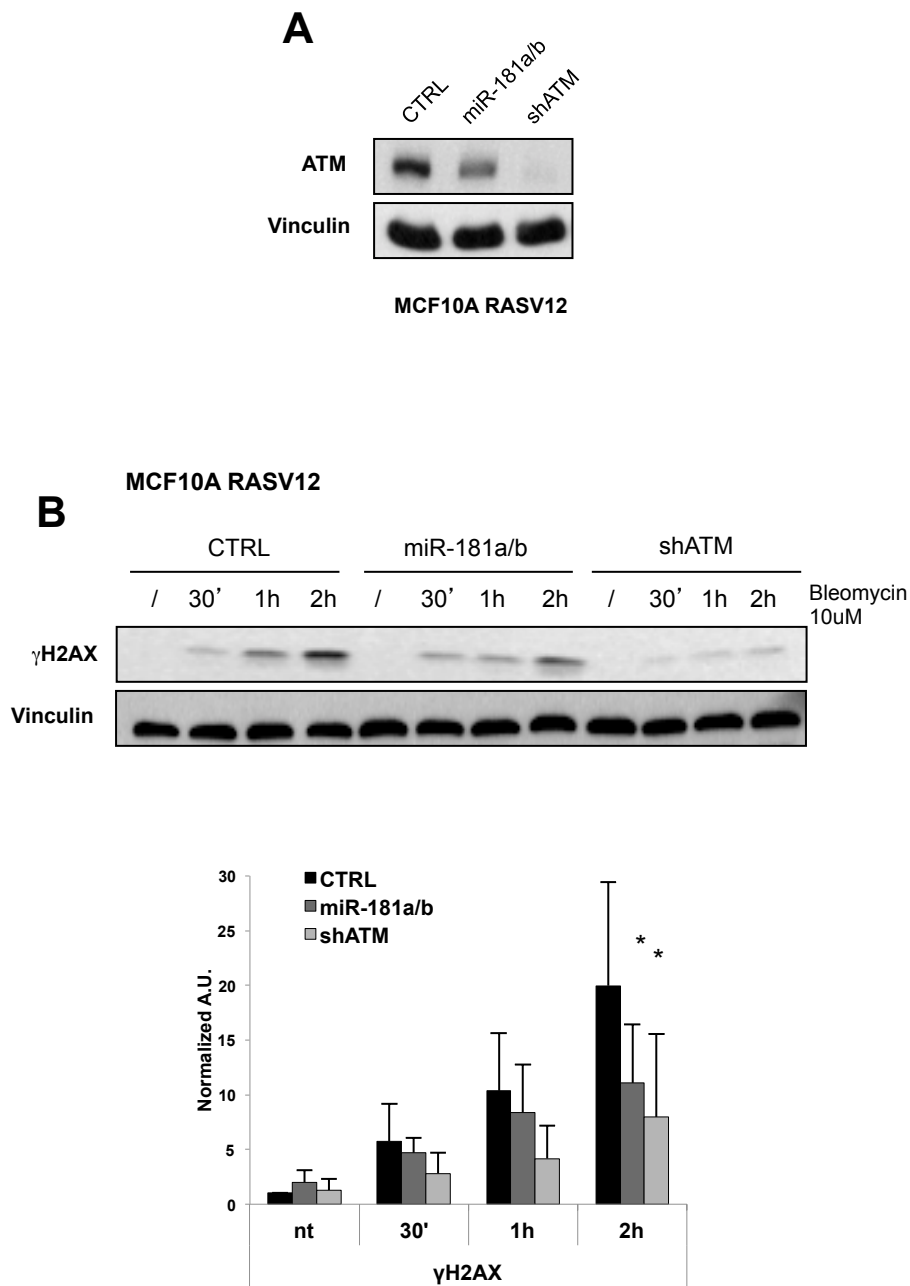 A
CTRL miR-181a/b shATM
ATM
Vinculin
MCF10A RASV12
MCF10A RASV12
B
CTRL miR-181a/b shATM
/ 30’ 1h 2h / 30’ 1h 2h / 30’ 1h 2h Bleomycin
10uM
γH2AX
Vinculin
30
25
20
15
10
5
0
Normalized A.U.
CTRL
miR-181a/b
shATM
* *
nt 30' 1h 2h
γH2AX